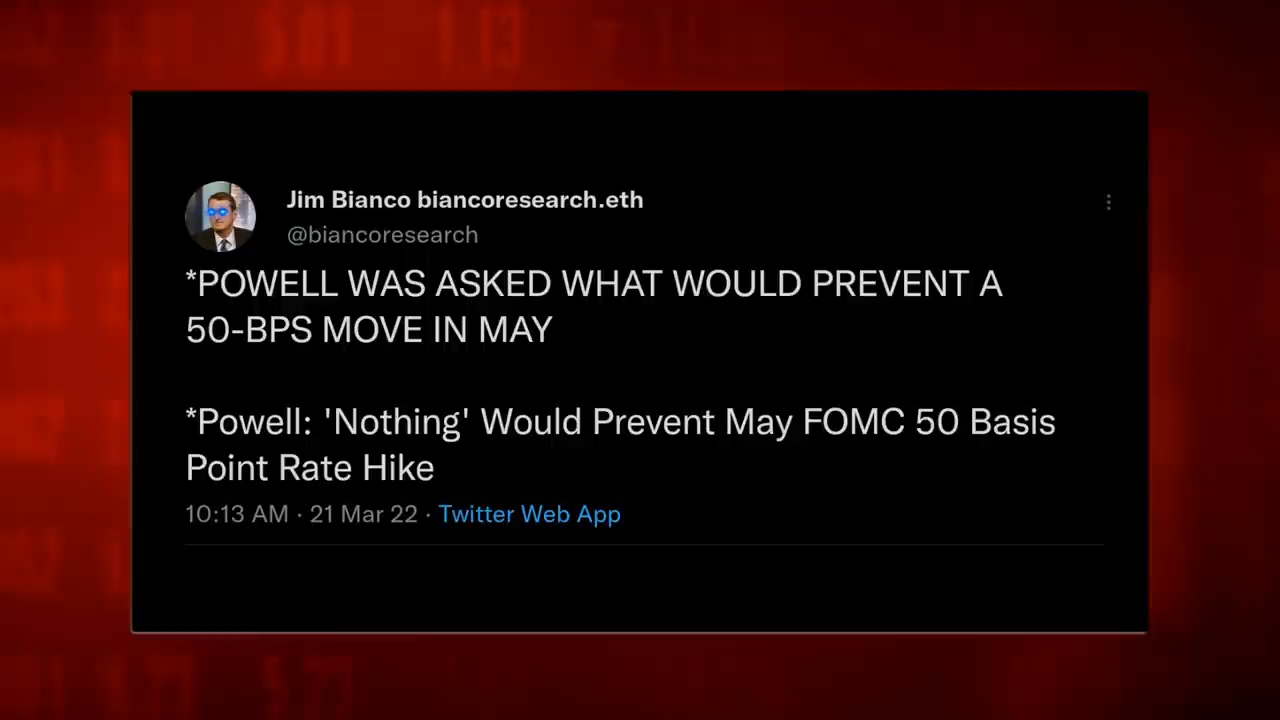 Jim Bianco biancoresearch.eth
@biancoresearch
*POWELL WAS ASKED WHAT WOULD PREVENT A
50-BPS MOVE IN MAY
*Powell: 'Nothing' Would Prevent May FOMC 50 Basis
Point Rate Hike
10:13 AM · 21 Mar 22 · Twitter Web App